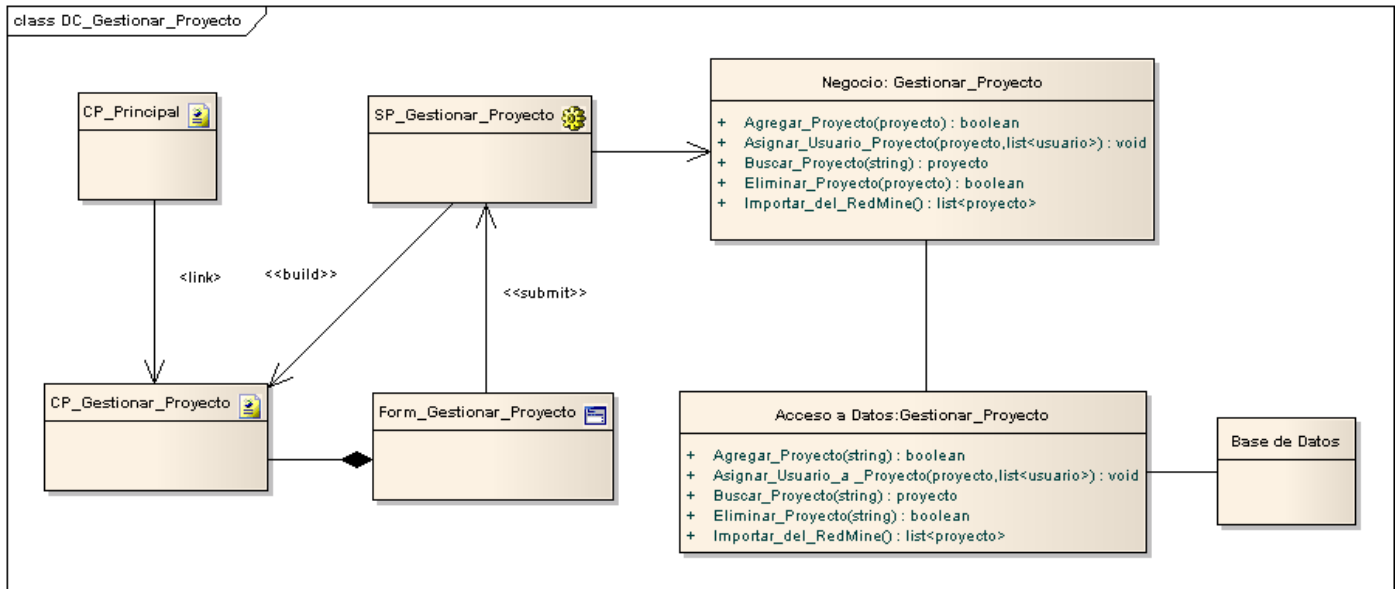 class DC_Gestionar_Proyecto
CP_Principal
SP_Gestionar_Proyecto
Negocio: Gestionar_Proyecto
+ Agregar_Proyecto(proyecto) : boolean
+ Asignar_Usuario_Proyecto(proyecto,list<usuario>) : void
+ Buscar_Proyecto(string) : proyecto
+ Eliminar_Proyecto(proyecto) : boolean
+ Importar_del_RedMine() : list<proyecto>
<link>
<<build>>
<<submit>>
CP_Gestionar_Proyecto
Form_Gestionar_Proyecto
Acceso a Datos:Gestionar_Proyecto
+ Agregar_Proyecto(string) : boolean
+ Asignar_Usuario_a _Proyecto(proyecto,list<usuario>) : void
+ Buscar_Proyecto(string) : proyecto
+ Eliminar_Proyecto(string) : boolean
+ Importar_del_RedMine() : list<proyecto>
Base de Datos